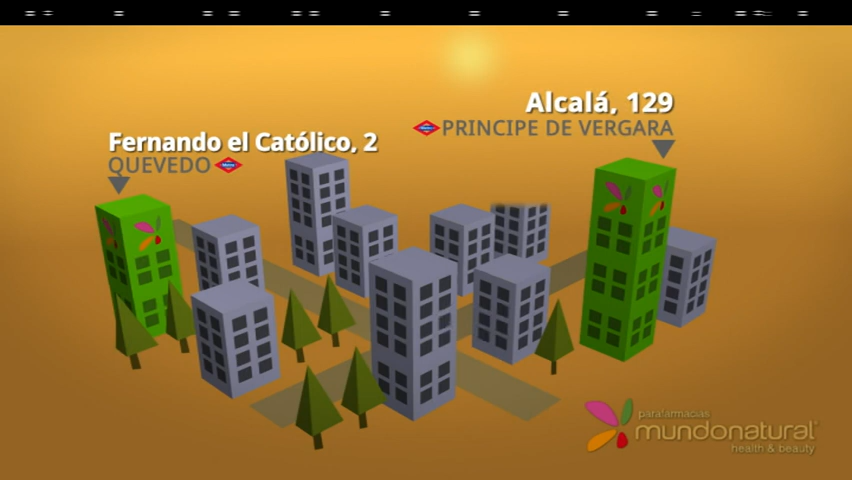 Alcalá, 129
PRINCIPE DE VERGARA
Fernando el Católico, 2
QUEVEDO
parafarmacias
mundonatural
health & beauty